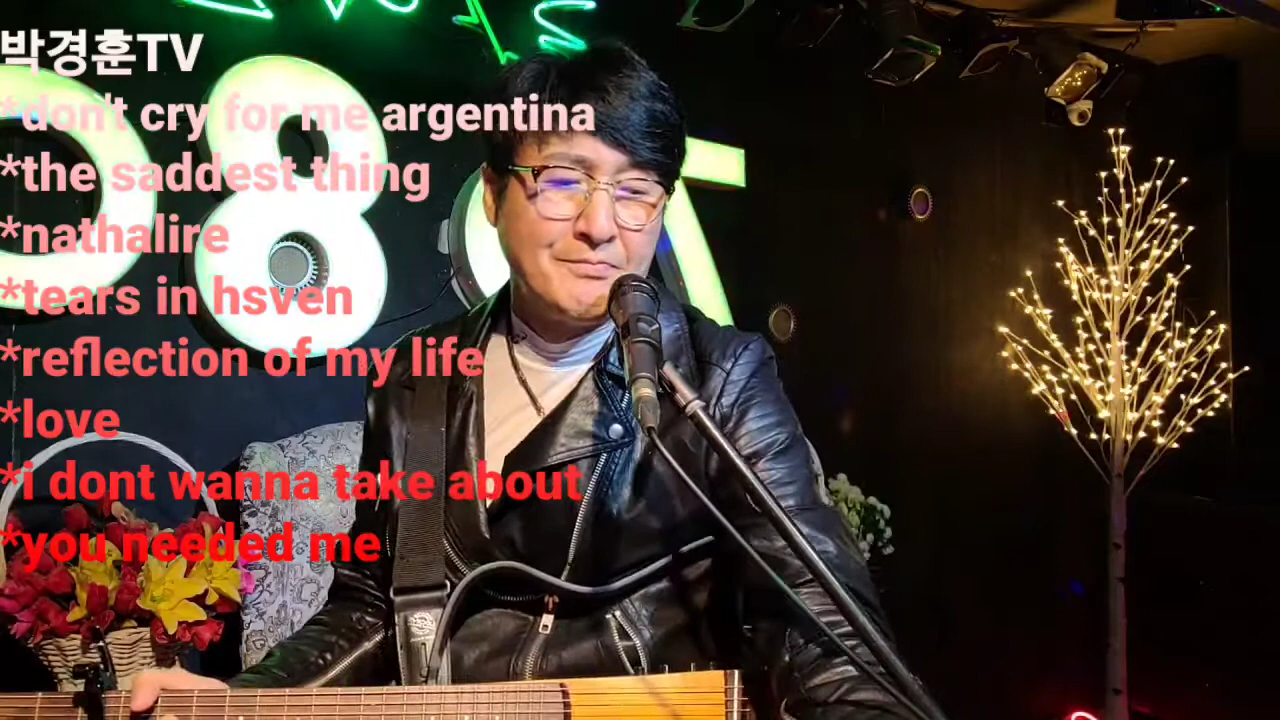 박경훈TV
*don't cry for me argentina
*the saddest thing
*nathalire
*tears in hsven
*reflection of my life
*love
*i dont wanna take about
*you needed me
087